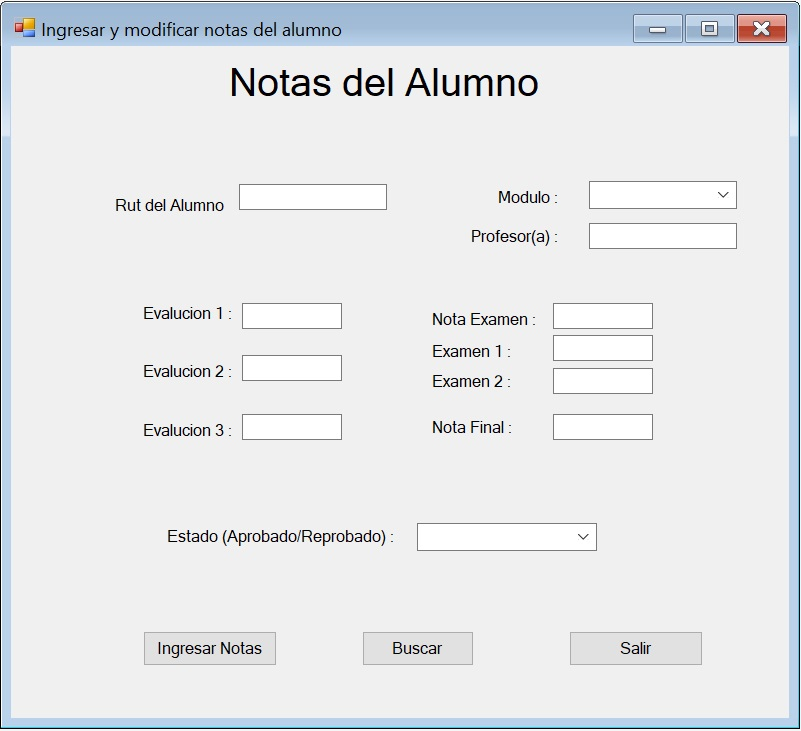 Ingresar y modificar notas del alumno
Notas del Alumno
Rut del Alumno
Modulo :
Profesor(a) :
Evalucion 1 :
Nota Examen :
Examen 1 :
Evalucion 2 :
Examen 2 :
Evalucion 3 :
Nota Final :
Estado (Aprobado/Reprobado) :
Ingresar Notas
Buscar
Salir